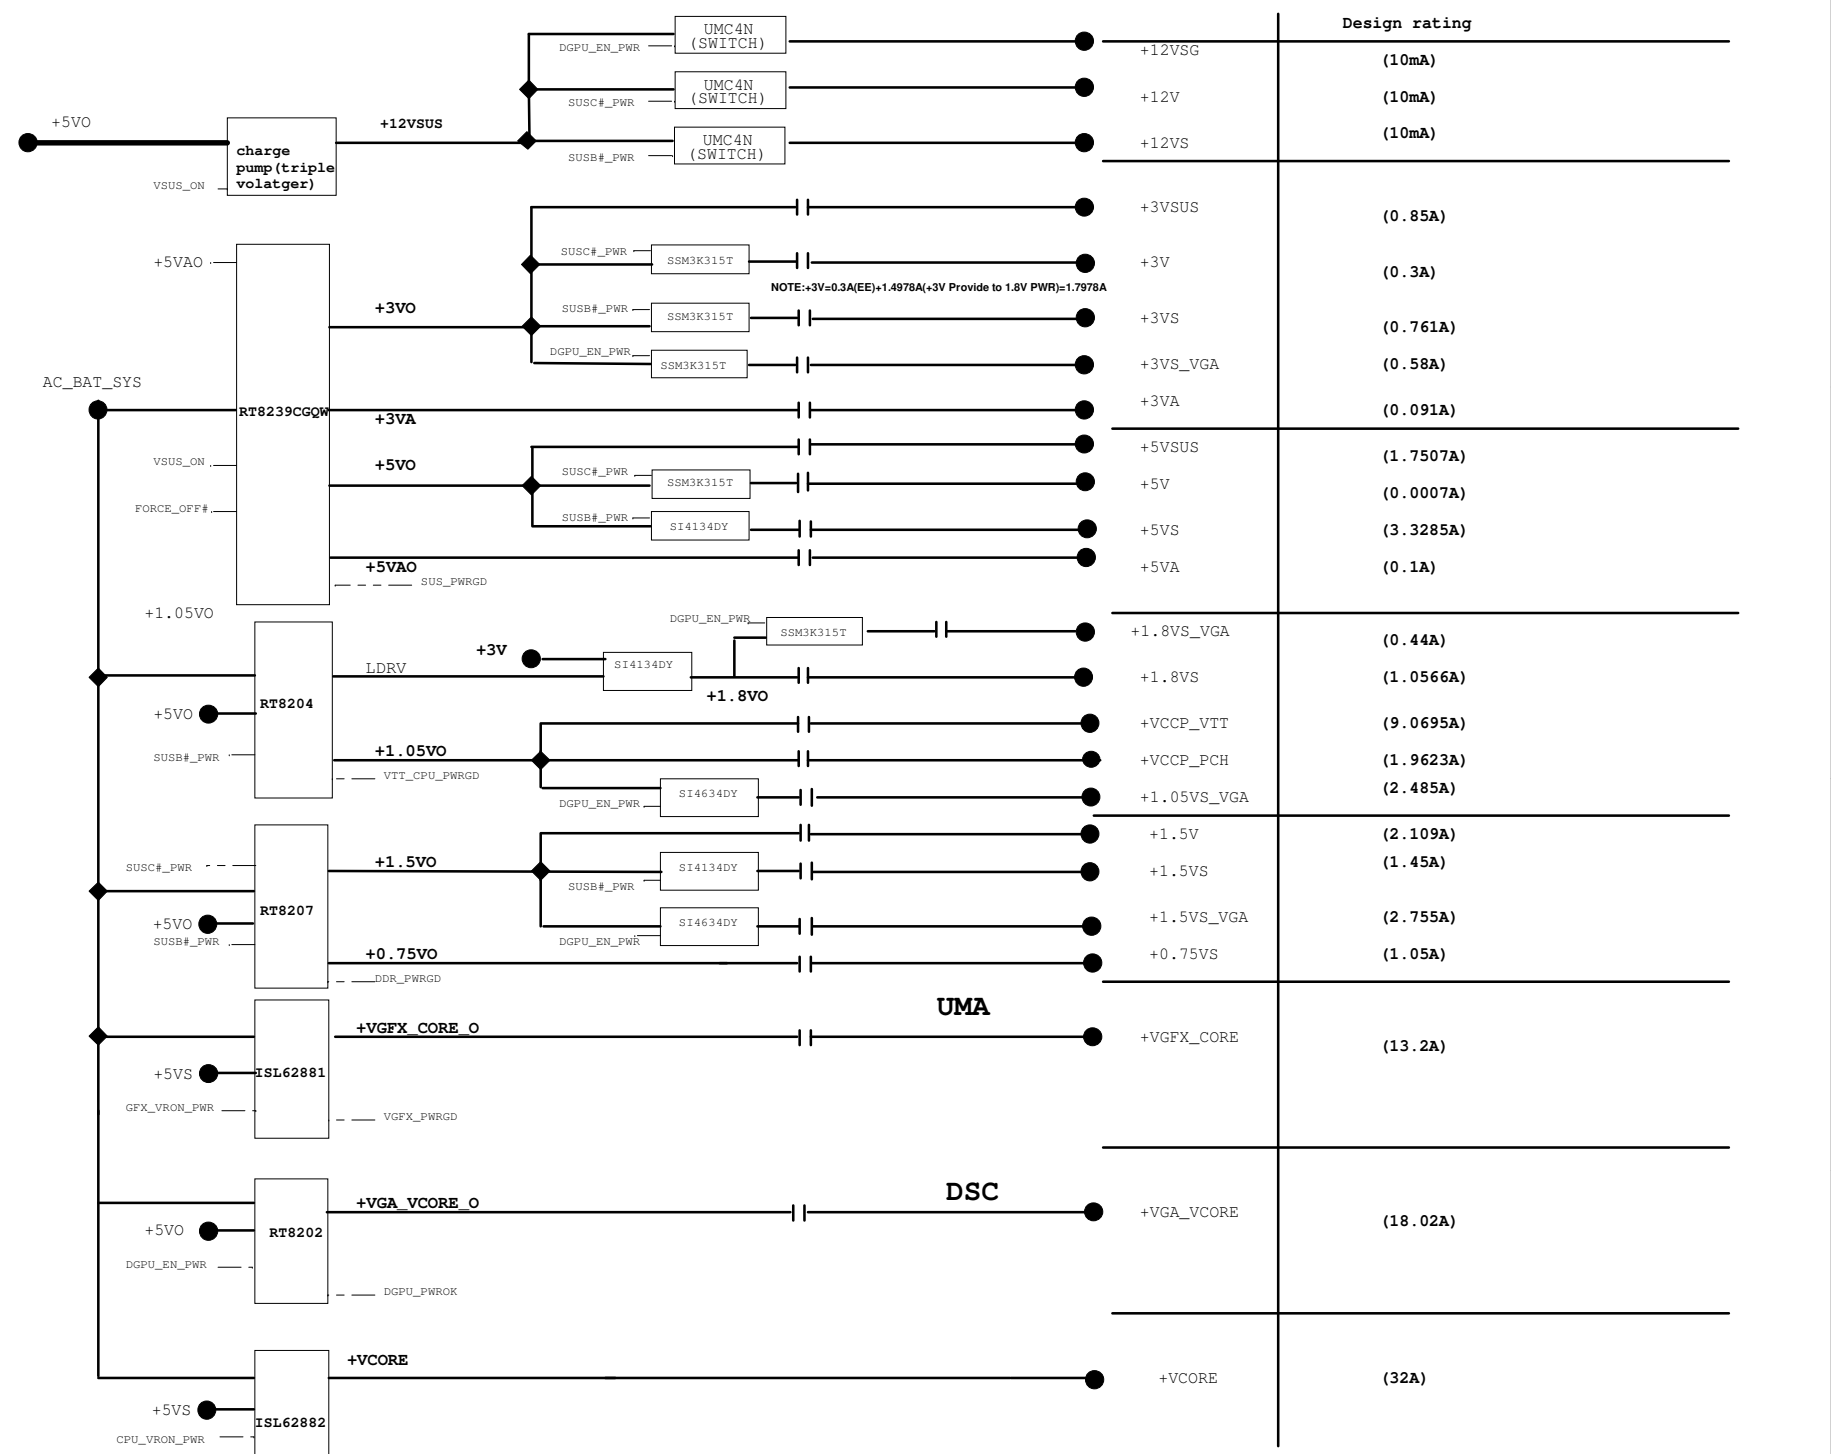 Design rating
UMC4N
(SWITCH)
DGPU_EN_PWR
+12VSG
(10mA)
UMC4N
(SWITCH)
SUSC#_PWR
+12V
(10mA)
+5VO
+12VSUS
UMC4N
(SWITCH)
SUSB#_PWR
+12VS
(10mA)
charge
pump(triple
volatger)
VSUS_ON
+3VSUS
(0.85A)
+5VAO
SUSC#_PWR
SSM3K315T
+3V
(0.3A)
NOTE:+3V=0.3A(EE)+1.4978A(+3V Provide to 1.8V PWR)=1.7978A
+3VO
SUSB#_PWR
SSM3K315T
+3VS
(0.761A)
DGPU_EN_PWR
SSM3K315T
+3VS_VGA
(0.58A)
AC_BAT_SYS
RT8239CGQW
+3VA
+3VA
(0.091A)
+5VSUS
(1.7507A)
VSUS_ON
+5VO
SUSC#_PWR
SSM3K315T
+5V
(0.0007A)
FORCE_OFF#
SUSB#_PWR
SI4134DY
+5VS
(3.3285A)
+5VAO
+5VA
(0.1A)
SUS_PWRGD
+1.05VO
DGPU_EN_PWR
SSM3K315T
+1.8VS_VGA
(0.44A)
+3V
LDRV
SI4134DY
+1.8VO
+1.8VS
(1.0566A)
RT8204
+5VO
+VCCP_VTT
(9.0695A)
SUSB#_PWR
+1.05VO
+VCCP_PCH
(1.9623A)
VTT_CPU_PWRGD
DGPU_EN_PWR
SI4634DY
+1.05VS_VGA
(2.485A)
+1.5V
(2.109A)
SUSC#_PWR
+1.5VO
SUSB#_PWR
SI4134DY
+1.5VS
(1.45A)
RT8207
+5VO
SUSB#_PWR
DGPU_EN_PWR
SI4634DY
+1.5VS_VGA
(2.755A)
+0.75VO
+0.75VS
(1.05A)
DDR_PWRGD
UMA
+VGFX_CORE_O
+VGFX_CORE
(13.2A)
+5VS
ISL62881
GFX_VRON_PWR
VGFX_PWRGD
DSC
+VGA_VCORE_O
+VGA_VCORE
(18.02A)
+5VO
RT8202
DGPU_EN_PWR
DGPU_PWROK
+VCORE
+VCORE
(32A)
+5VS
ISL62882
CPU_VRON_PWR